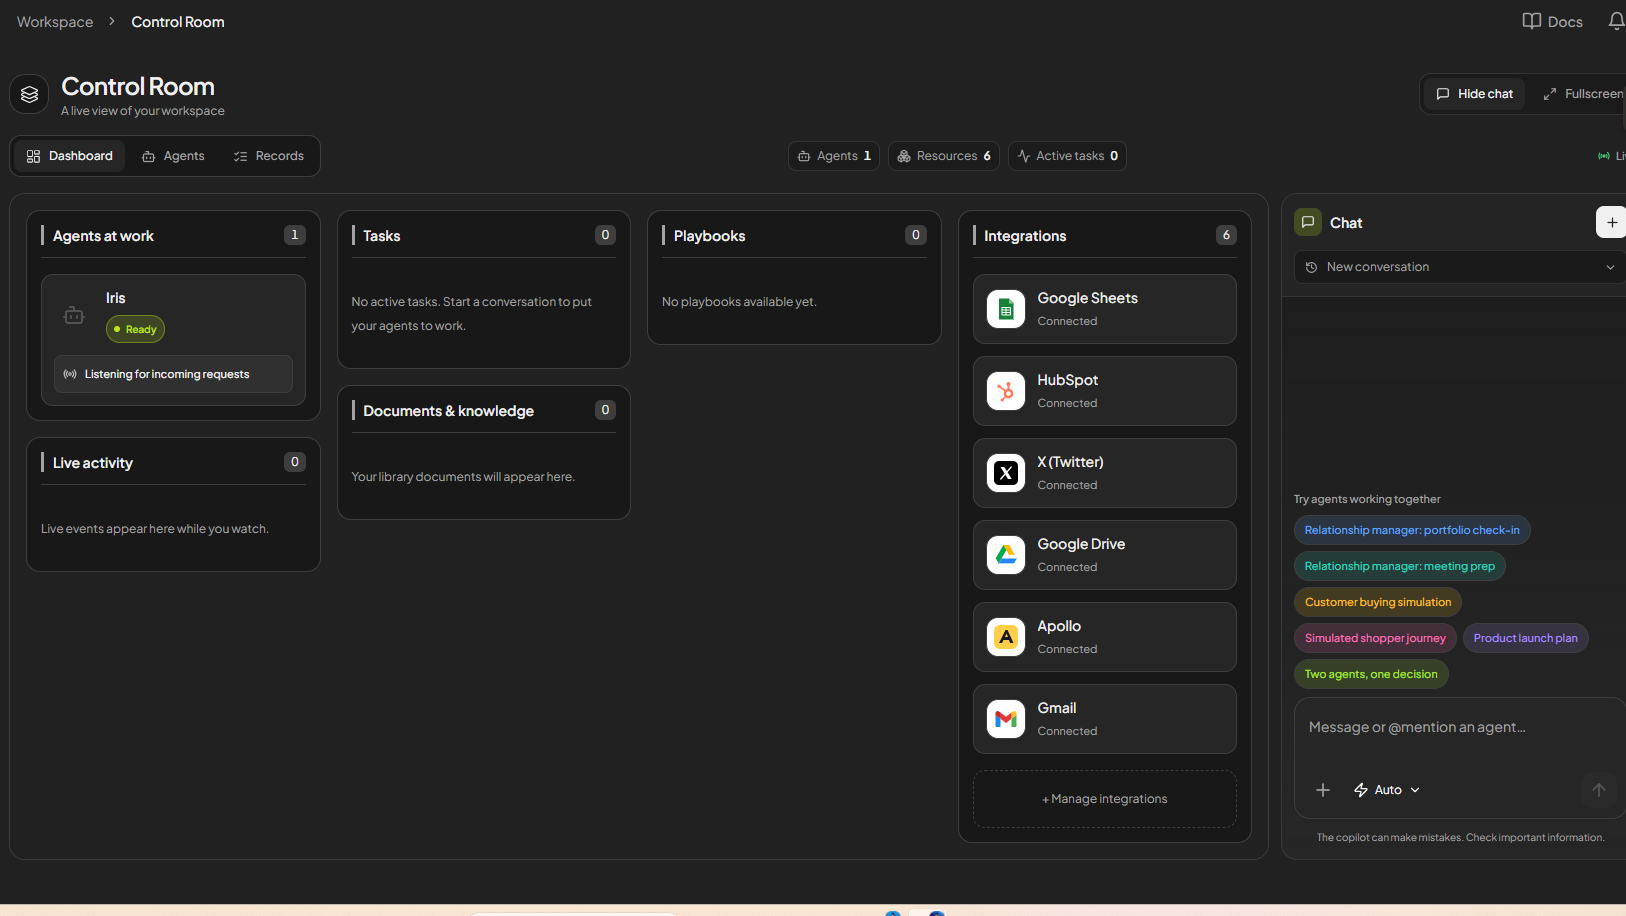 Workspace > Control Room
Docs
Control Room
A live view of your workspace
Hide chat
Fullscreen
Dashboard
Agents
Records
Agents 1
Resources 6
Active tasks 0
Agents at work 1
Iris
Ready
Listening for incoming requests
Live activity 0
Live events appear here while you watch.
Tasks 0
No active tasks. Start a conversation to put
your agents to work.
Documents & knowledge 0
Your library documents will appear here.
Playbooks 0
No playbooks available yet.
Integrations 6
Google Sheets
Connected
HubSpot
Connected
X (Twitter)
Connected
Google Drive
Connected
Apollo
Connected
Gmail
Connected
+ Manage integrations
Chat
New conversation
Try agents working together
Relationship manager: portfolio check-in
Relationship manager: meeting prep
Customer buying simulation
Simulated shopper journey
Product launch plan
Two agents, one decision
Message or @mention an agent...
Auto
The copilot can make mistakes. Check important information.